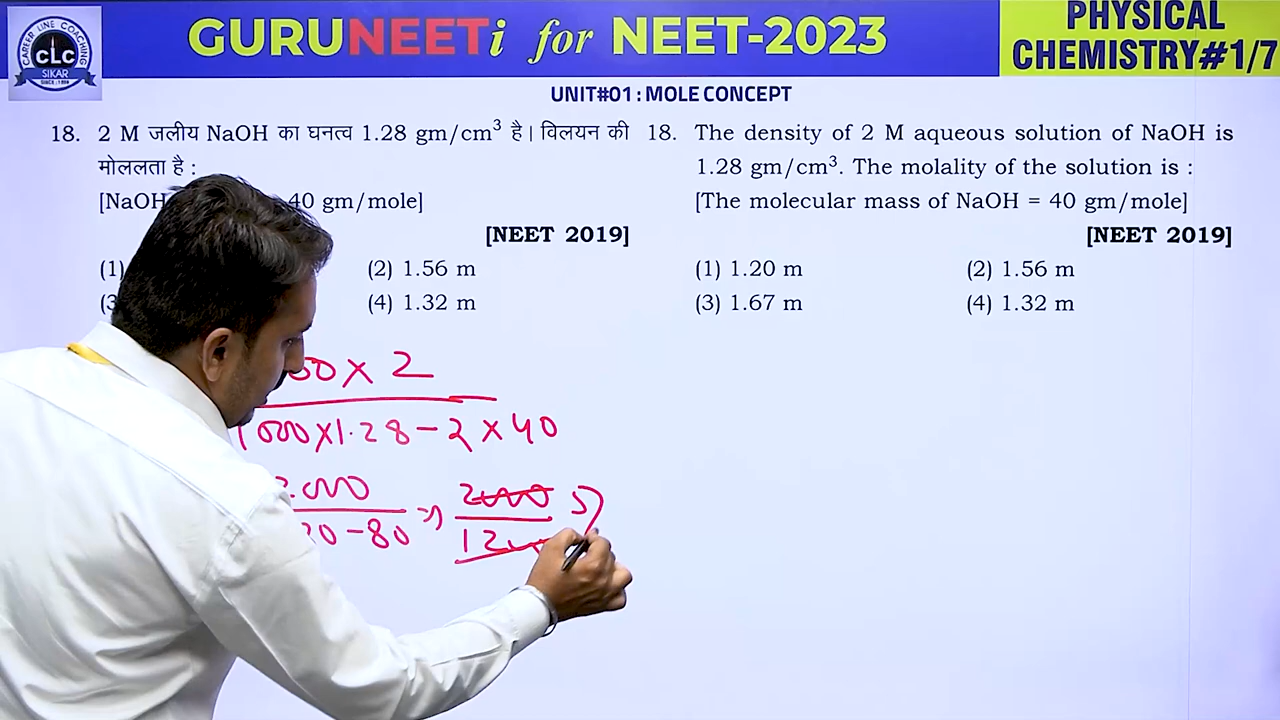 CAREER LINE COACHING
CLC
SIKAR
SINCE : 1996
GURUNEETi for NEET-2023
PHYSICAL
CHEMISTRY#1/7
UNIT#01 : MOLE CONCEPT
18. 2 M जलीय NaOH का घनत्व 1.28 gm/cm³ है। विलयन की
मोललता है :
[NaOH 40 gm/mole]
[NEET 2019]
(1) (2) 1.56 m
(3 (4) 1.32 m
18. The density of 2 M aqueous solution of NaOH is
1.28 gm/cm³. The molality of the solution is :
[The molecular mass of NaOH = 40 gm/mole]
[NEET 2019]
(1) 1.20 m (2) 1.56 m
(3) 1.67 m (4) 1.32 m
00 × 2
1000×1.28 - 2 × 40
2000
80 ⇒ 2000